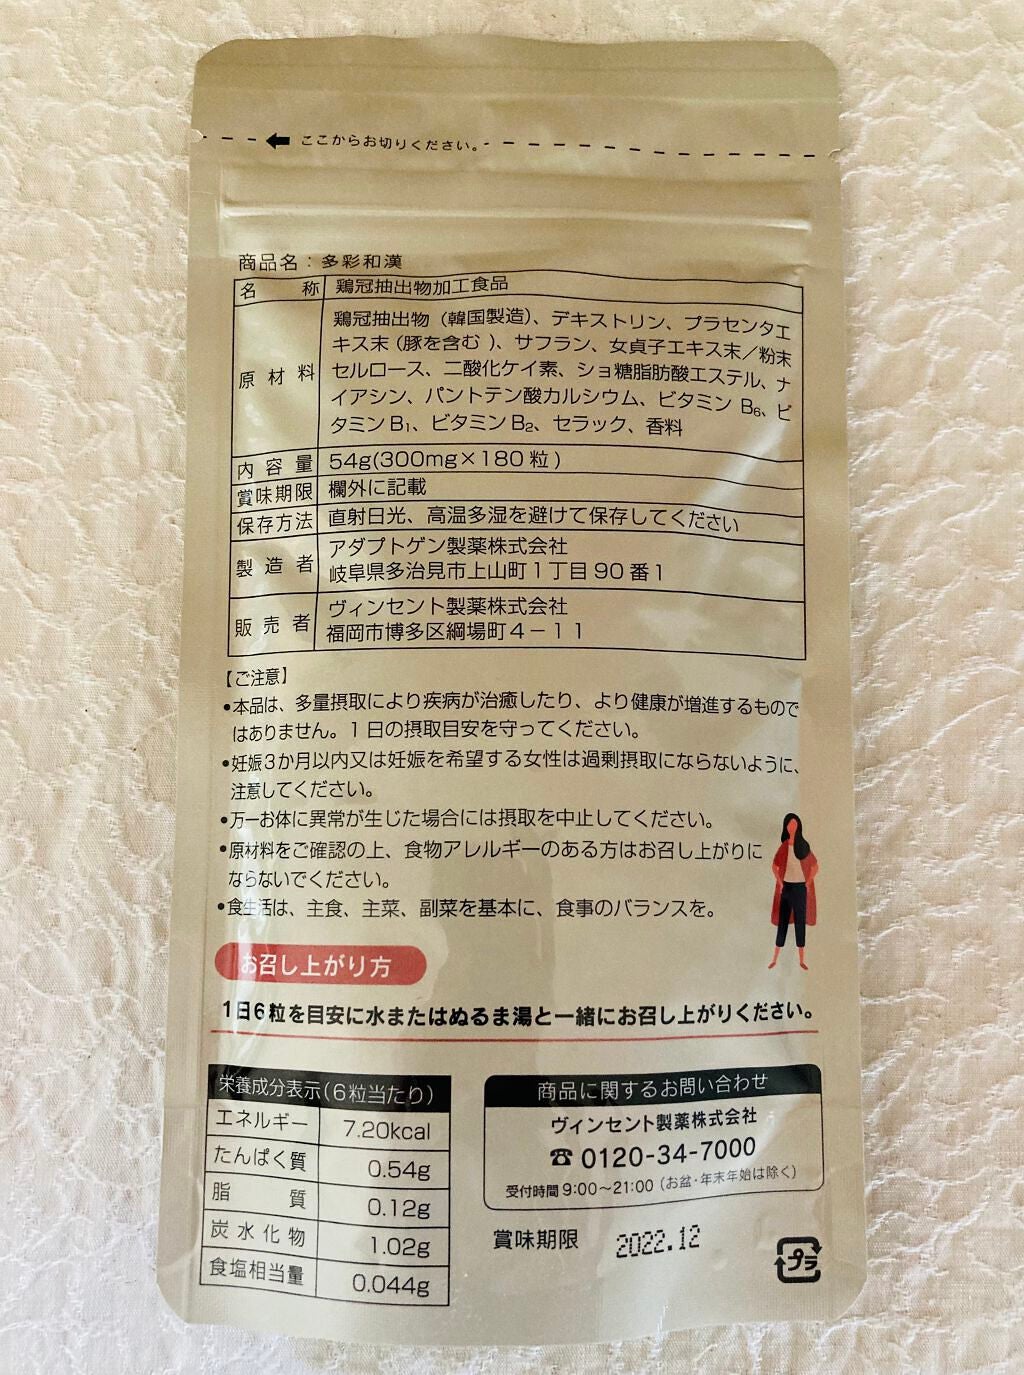 ここからお切りください。
商品名：多彩和漢
名称 鶏冠抽出物加工食品
原材料 鶏冠抽出物（韓国製造）、デキストリン、プラセンタエ
キス末（豚を含む）、サフラン、女貞子エキス末／粉末
セルロース、二酸化ケイ素、ショ糖脂肪酸エステル、ナ
イアシン、パントテン酸カルシウム、ビタミン B₆、ビ
タミンB₁、ビタミンB₂、セラック、香料
内容量 54g(300mg×180粒)
賞味期限 欄外に記載
保存方法 直射日光、高温多湿を避けて保存してください
製造者 アダプトゲン製薬株式会社
岐阜県多治見市上山町1丁目90番1
販売者 ヴィンセント製薬株式会社
福岡市博多区綱場町4－11
【ご注意】
•本品は、多量摂取により疾病が治癒したり、より健康が増進するもので
はありません。1日の摂取目安を守ってください。
•妊娠3か月以内又は妊娠を希望する女性は過剰摂取にならないように、
注意してください。
•万一お体に異常が生じた場合には摂取を中止してください。
•原材料をご確認の上、食物アレルギーのある方はお召し上がりに
ならないでください。
•食生活は、主食、主菜、副菜を基本に、食事のバランスを。
お召し上がり方
1日6粒を目安に水またはぬるま湯と一緒にお召し上がりください。
栄養成分表示(6粒当たり)
エネルギー 7.20kcal
たんぱく質 0.54g
脂質 0.12g
炭水化物 1.02g
食塩相当量 0.044g
商品に関するお問い合わせ
ヴィンセント製薬株式会社
☎ 0120-34-7000
受付時間 9:00～21:00（お盆・年末年始は除く）
賞味期限 2022.12
プラ